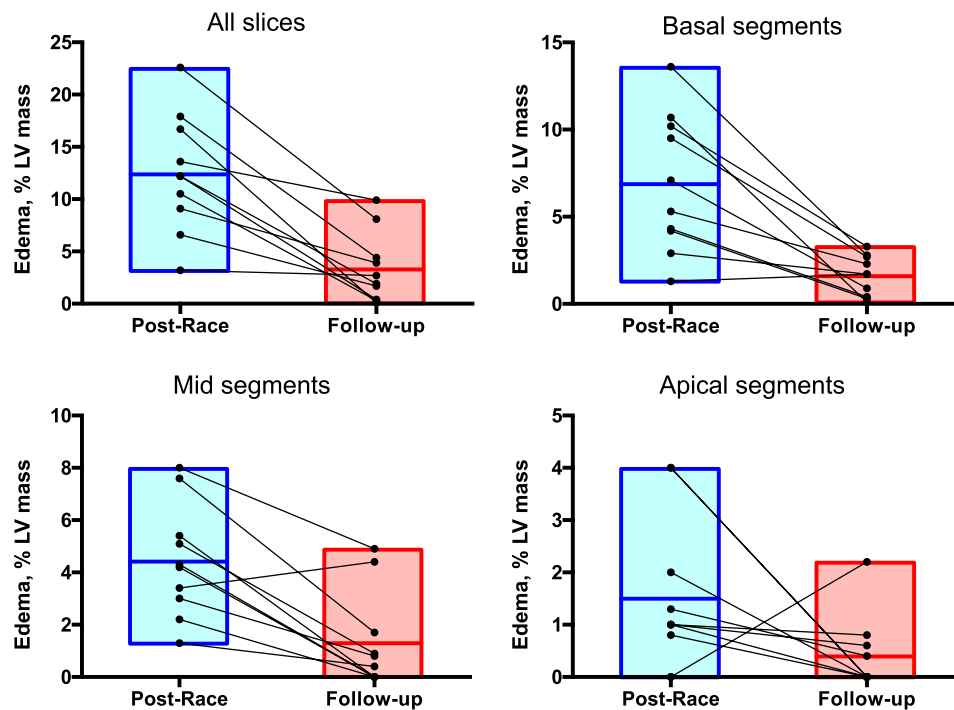 All slices
Edema, % LV mass
25
20
15
10
5
0
Post-Race Follow-up
Basal segments
Edema, % LV mass
15
10
5
0
Post-Race Follow-up
Mid segments
Edema, % LV mass
10
8
6
4
2
0
Post-Race Follow-up
Apical segments
Edema, % LV mass
5
4
3
2
1
0
Post-Race Follow-up